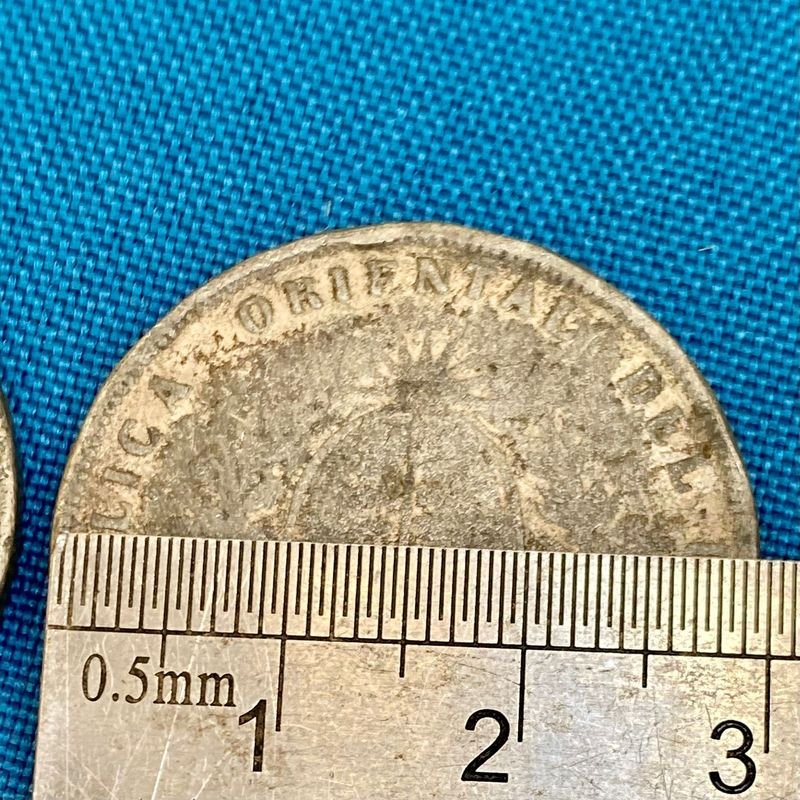 LICA ORIENTAL DEL
0.5mm
1 2 3